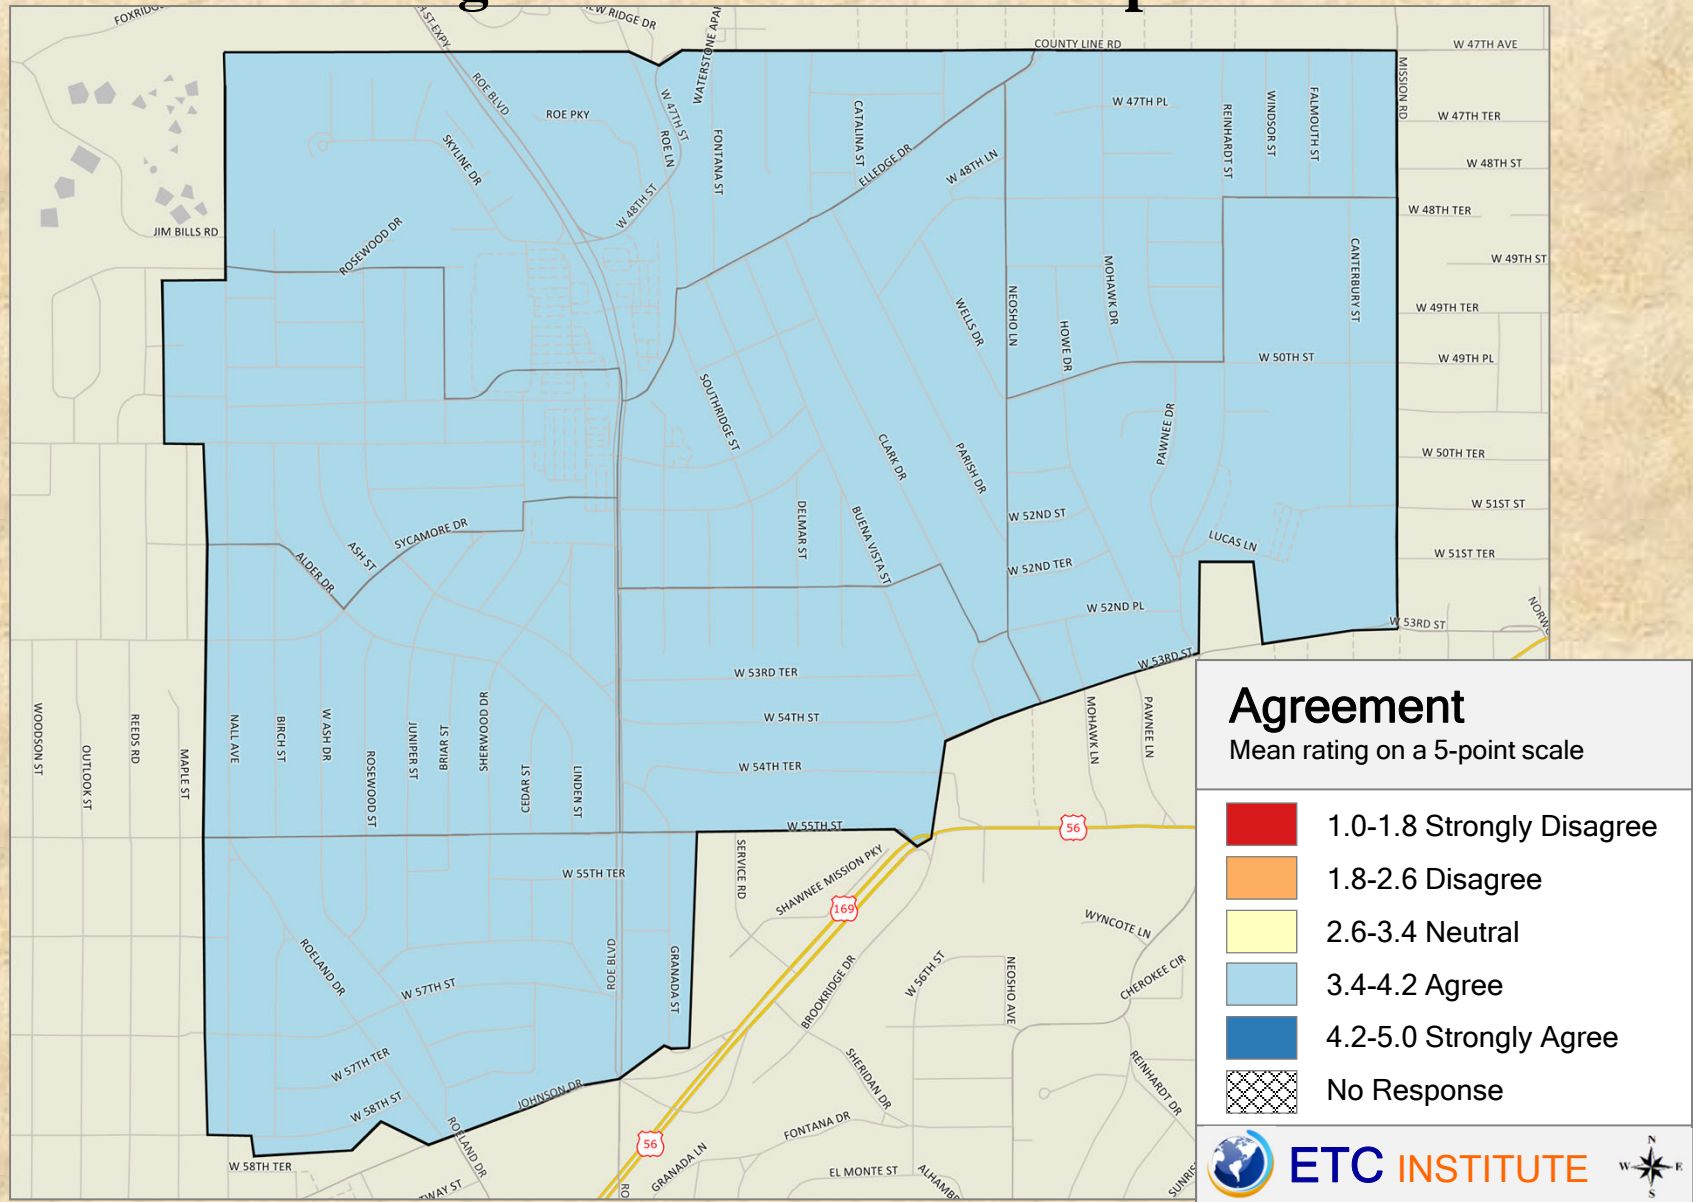 COUNTY LINE RD
W 47TH AVE
ROE BLVD
ROE PKY
W 47TH ST
ROE LN
FONTANA ST
CATALINA ST
ELLEDGE DR
W 48TH LN
W 47TH PL
REINHARDT ST
WINDSOR ST
FALMOUTH ST
MISSION RD
W 47TH TER
W 48TH ST
SKYLINE DR
W 48TH ST
W 48TH TER
JIM BILLS RD
ROSEWOOD DR
CANTERBURY ST
W 49TH ST
MOHAWK DR
NEOSHO LN
WELLS DR
HOWE DR
W 49TH TER
W 50TH ST
W 49TH PL
SOUTHRIDGE ST
CLARK DR
PARISH DR
PAWNEE DR
W 50TH TER
W 51ST ST
W 52ND ST
DELMAR ST
BUENA VISTA ST
SYCAMORE DR
ASH ST
ALDER DR
LUCAS LN
W 51ST TER
W 52ND TER
W 52ND PL
W 53RD ST
W 53RD ST
W 53RD TER
W 54TH ST
W 54TH TER
W 55TH ST
WOODSON ST
OUTLOOK ST
REEDS RD
MAPLE ST
NALL AVE
BIRCH ST
W ASH DR
ROSEWOOD ST
JUNIPER ST
BRIAR ST
SHERWOOD DR
CEDAR ST
LINDEN ST
MOHAWK LN
PAWNEE LN
56
W 55TH TER
SERVICE RD
SHAWNEE MISSION PKY
169
ROELAND DR
W 57TH ST
ROE BLVD
GRANADA ST
BROOKRIDGE DR
W 56TH ST
NEOSHO AVE
WYNCOTE LN
CHEROKEE CIR
W 57TH TER
W 58TH ST
JOHNSON DR
ROELAND DR
W 58TH TER
56
GRANADA LN
FONTANA DR
SHERIDAN DR
EL MONTE ST
REINHARDT DR
Agreement
Mean rating on a 5-point scale
1.0-1.8 Strongly Disagree
1.8-2.6 Disagree
2.6-3.4 Neutral
3.4-4.2 Agree
4.2-5.0 Strongly Agree
No Response
ETC INSTITUTE
N
W E
S